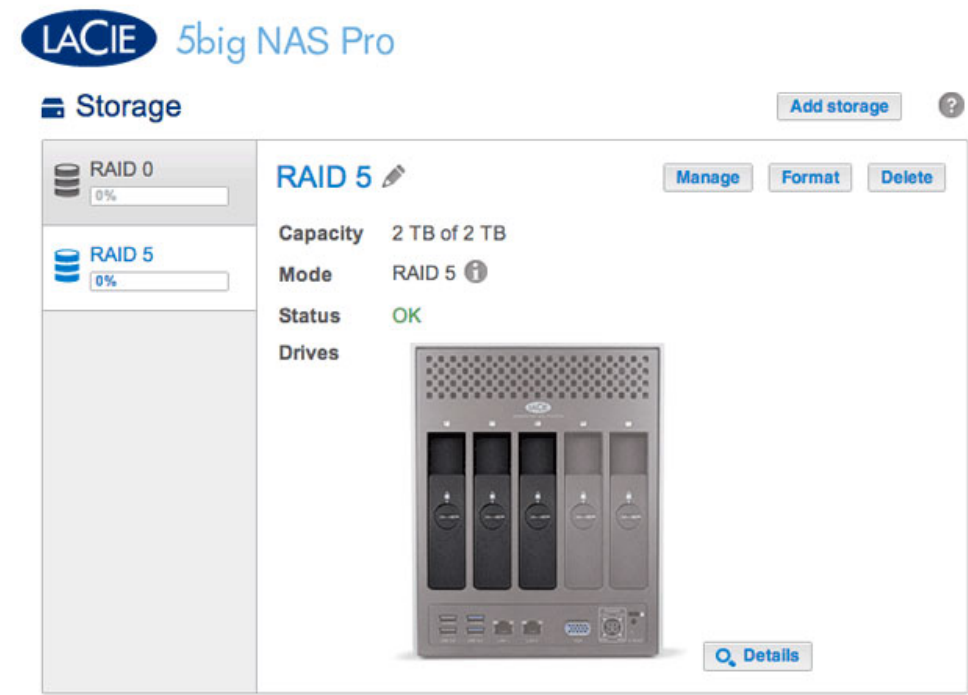 LACIE 5big NAS Pro
Storage
Add storage
?
RAID 0
0%
RAID 5
0%
RAID 5
Manage
Format
Delete
Capacity 2 TB of 2 TB
Mode RAID 5 i
Status OK
Drives
LACIE
Details